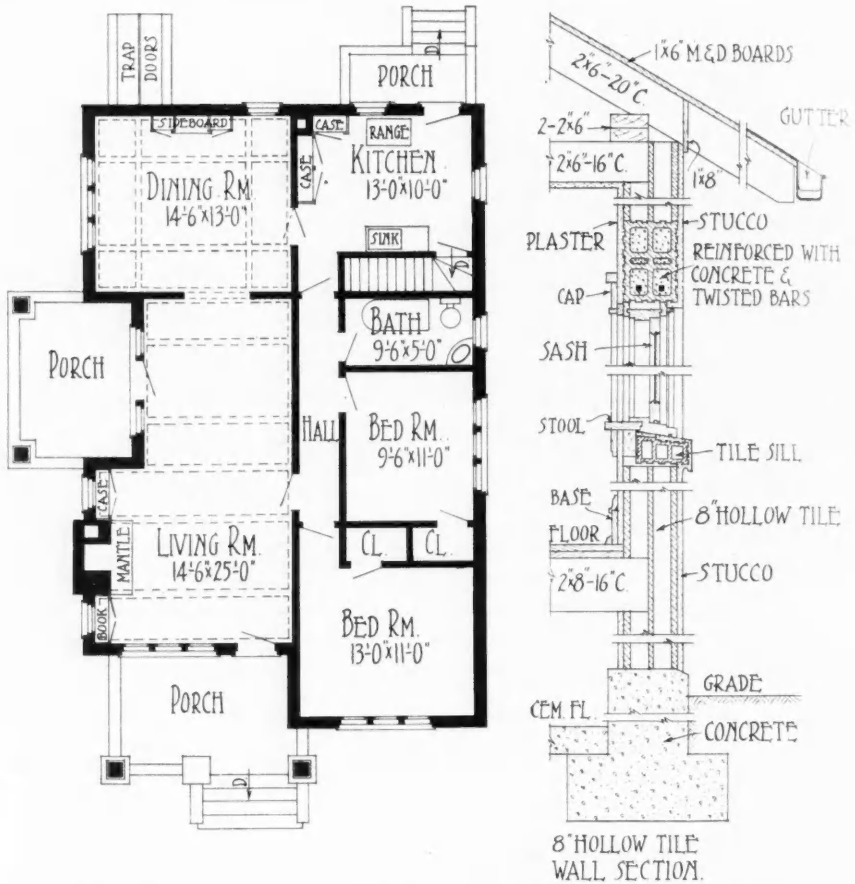 TRAP
DOORS
D
PORCH
SIDEBOARD
CASE
RANGE
DINING RM
14'-6"x13'-0"
CASE
KITCHEN
13'-0"x10'-0"
SINK
D
BATH
9'-6"x5'-0"
PORCH
HALL
BED RM.
9'-6"x11'-0"
CASE
MANTLE
LIVING RM.
14'-6"x25'-0"
CL.
CL.
BOOK
BED RM.
13'-0"x11'-0"
PORCH
D
1"x6" M&D BOARDS
2"x6"-20"C.
GUTTER
2-2"x6"
2"x6"-16"C.
1"x8"
PLASTER
STUCCO
REINFORCED WITH
CONCRETE &
TWISTED BARS
CAP
SASH
STOOL
TILE SILL
BASE
FLOOR
8" HOLLOW TILE
2"x8"-16"C.
STUCCO
GRADE
CEM. FL.
CONCRETE
8" HOLLOW TILE
WALL SECTION.